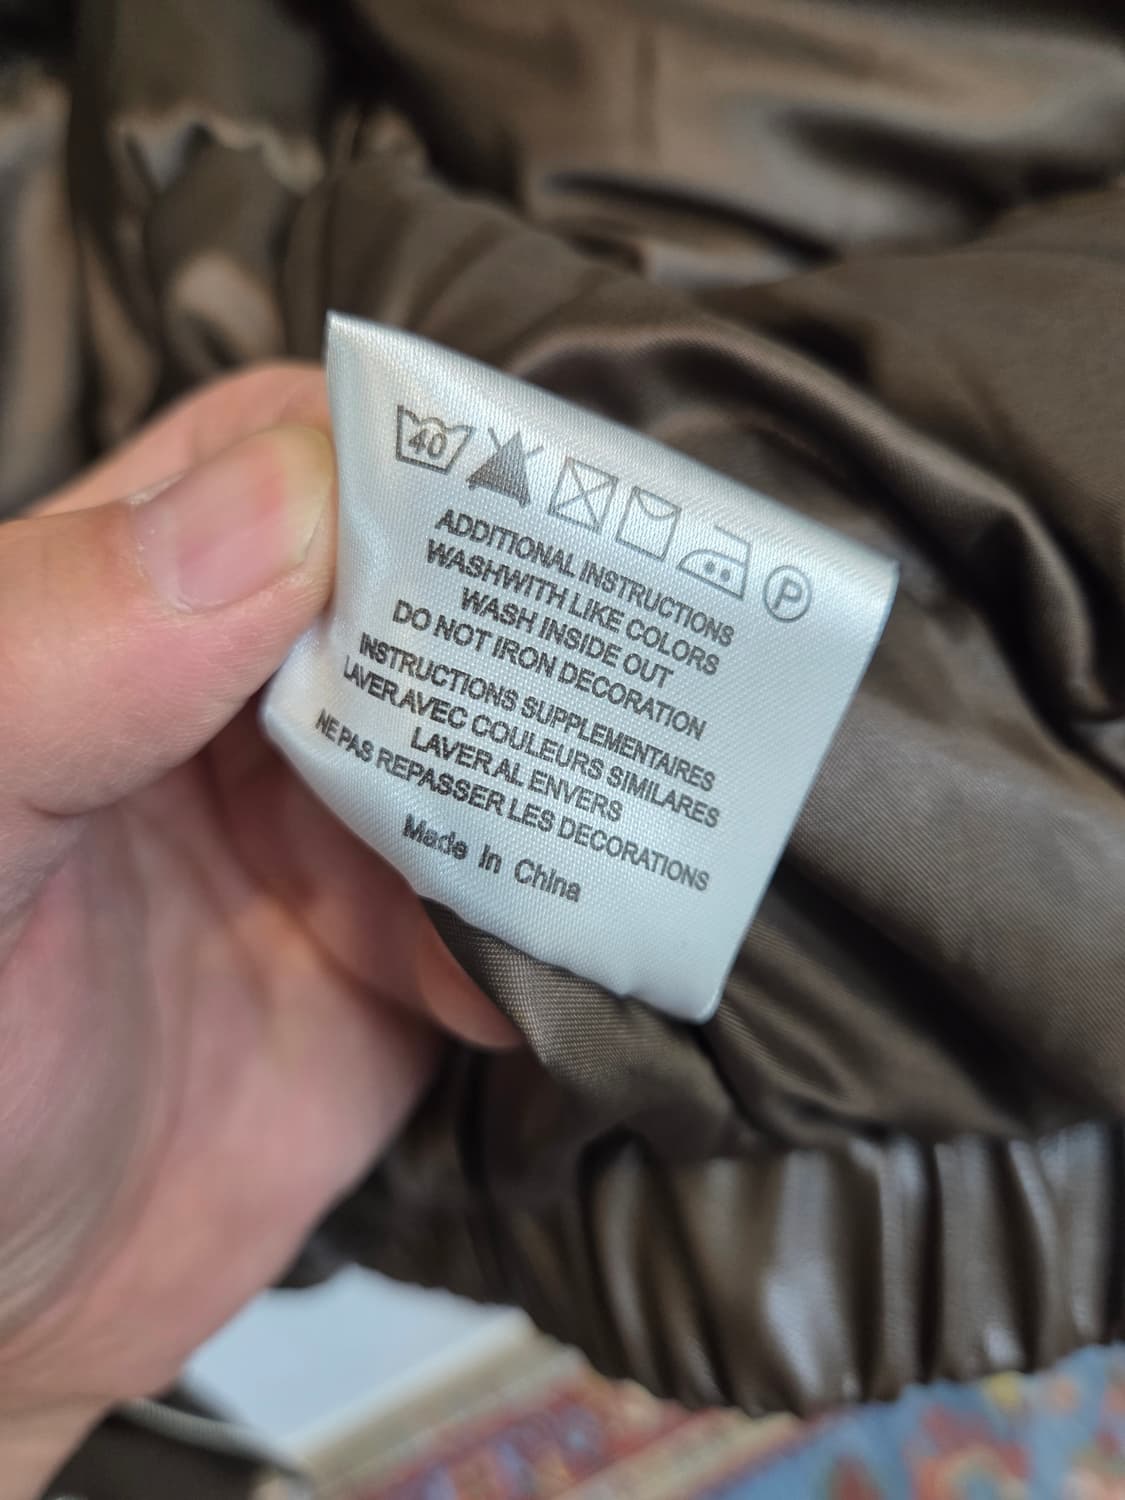 40 P
ADDITIONAL INSTRUCTIONS
WASHWITH LIKE COLORS
WASH INSIDE OUT
DO NOT IRON DECORATION
INSTRUCTIONS SUPPLEMENTAIRES
LAVER AVEC COULEURS SIMILARES
LAVER AL ENVERS
NE PAS REPASSER LES DECORATIONS
Made In China